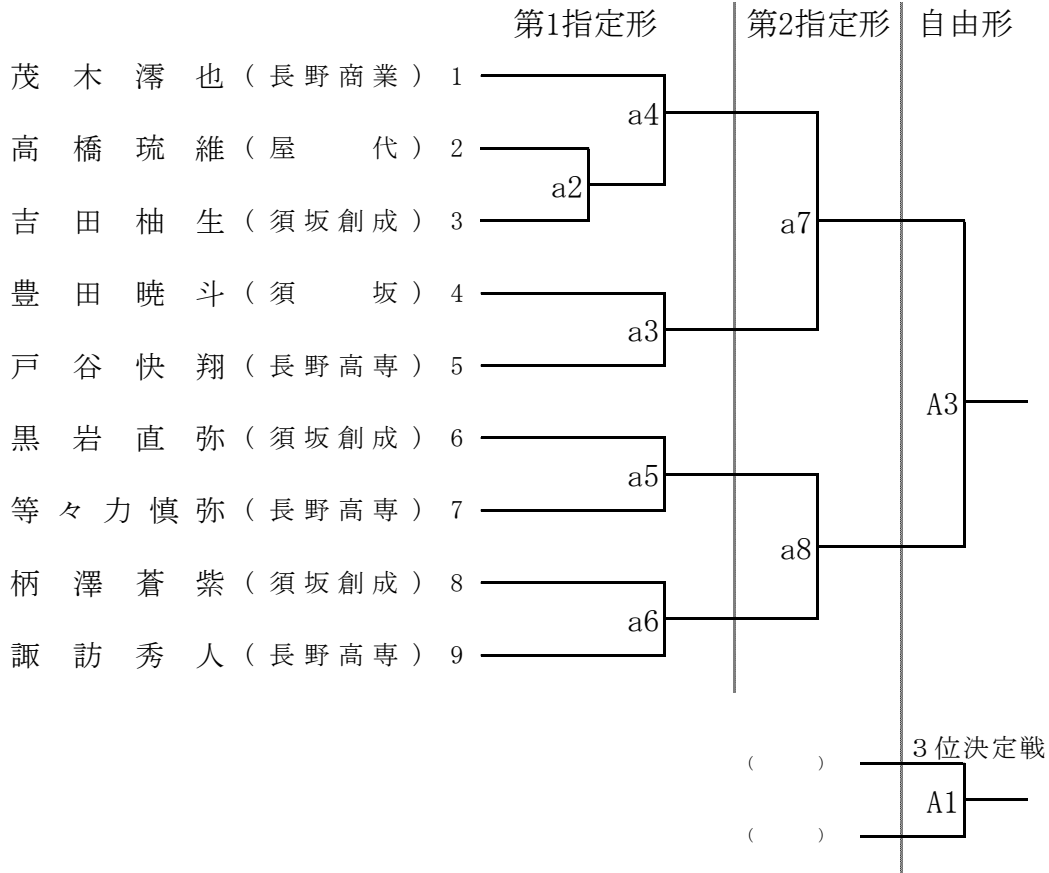 第1指定形 第2指定形 自由形
茂木澪也(長野商業) 1
a4
高橋琉維(屋代) 2
a2
吉田柚生(須坂創成) 3
a7
豊田暁斗(須坂) 4
a3
戸谷快翔(長野高専) 5
A3
黒岩直弥(須坂創成) 6
a5
等々力慎弥(長野高専) 7
a8
柄澤蒼紫(須坂創成) 8
a6
諏訪秀人(長野高専) 9
3位決定戦
( )
A1
( )